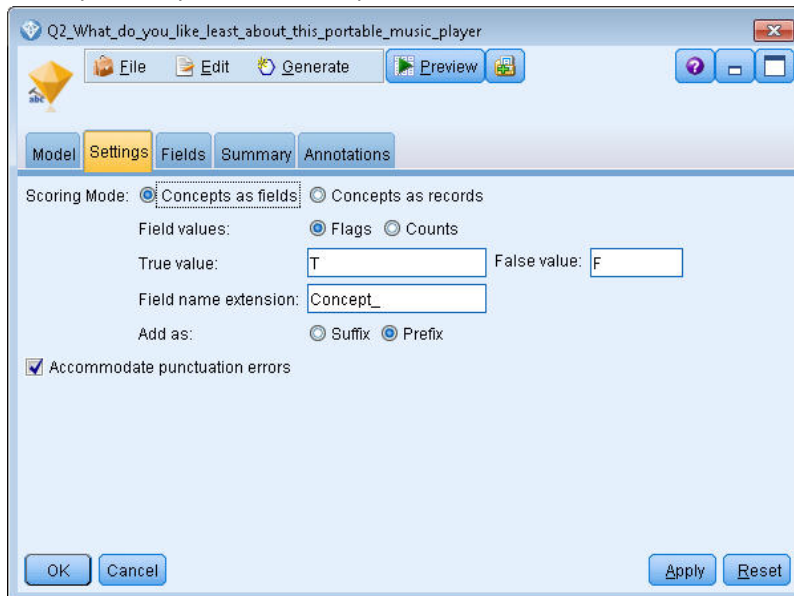 Q2_What_do_you_like_least_about_this_portable_music_player
File Edit Generate Preview
abc
Model Settings Fields Summary Annotations
Scoring Mode: Concepts as fields Concepts as records
Field values: Flags Counts
True value: T False value: F
Field name extension: Concept_
Add as: Suffix Prefix
Accommodate punctuation errors
OK Cancel Apply Reset